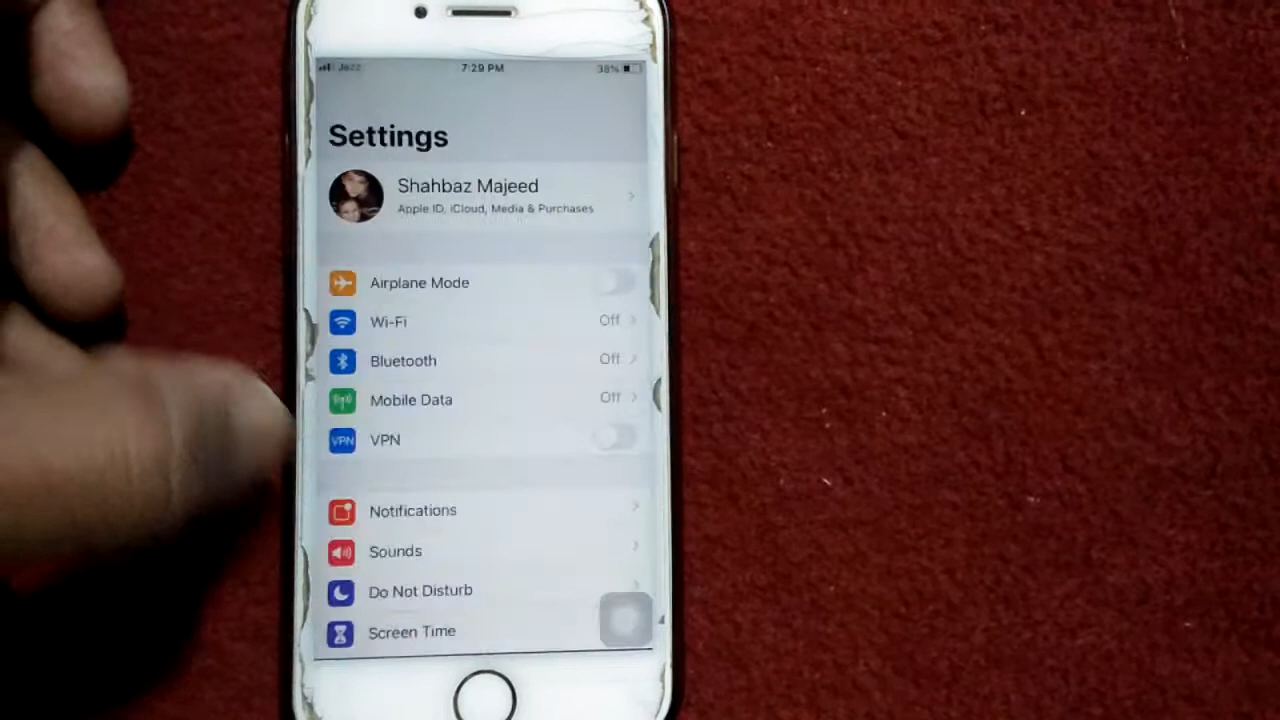 Jazz 7:29 PM 38%
Settings
Shahbaz Majeed
Apple ID, iCloud, Media & Purchases
Airplane Mode
Wi-Fi Off
Bluetooth Off
Mobile Data Off
VPN VPN
Notifications
Sounds
Do Not Disturb
Screen Time